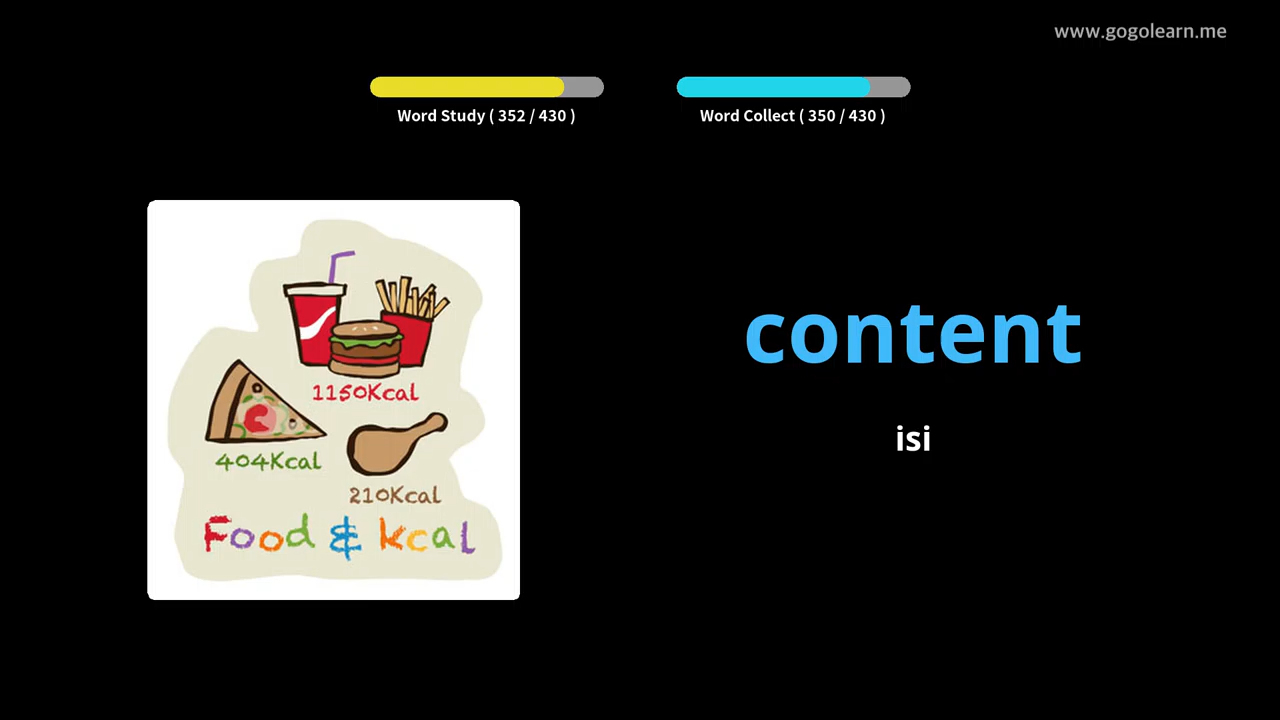 www.gogolearn.me
Word Study ( 352 / 430 )
Word Collect ( 350 / 430 )
1150Kcal
404Kcal
210Kcal
Food & kcal
content
isi